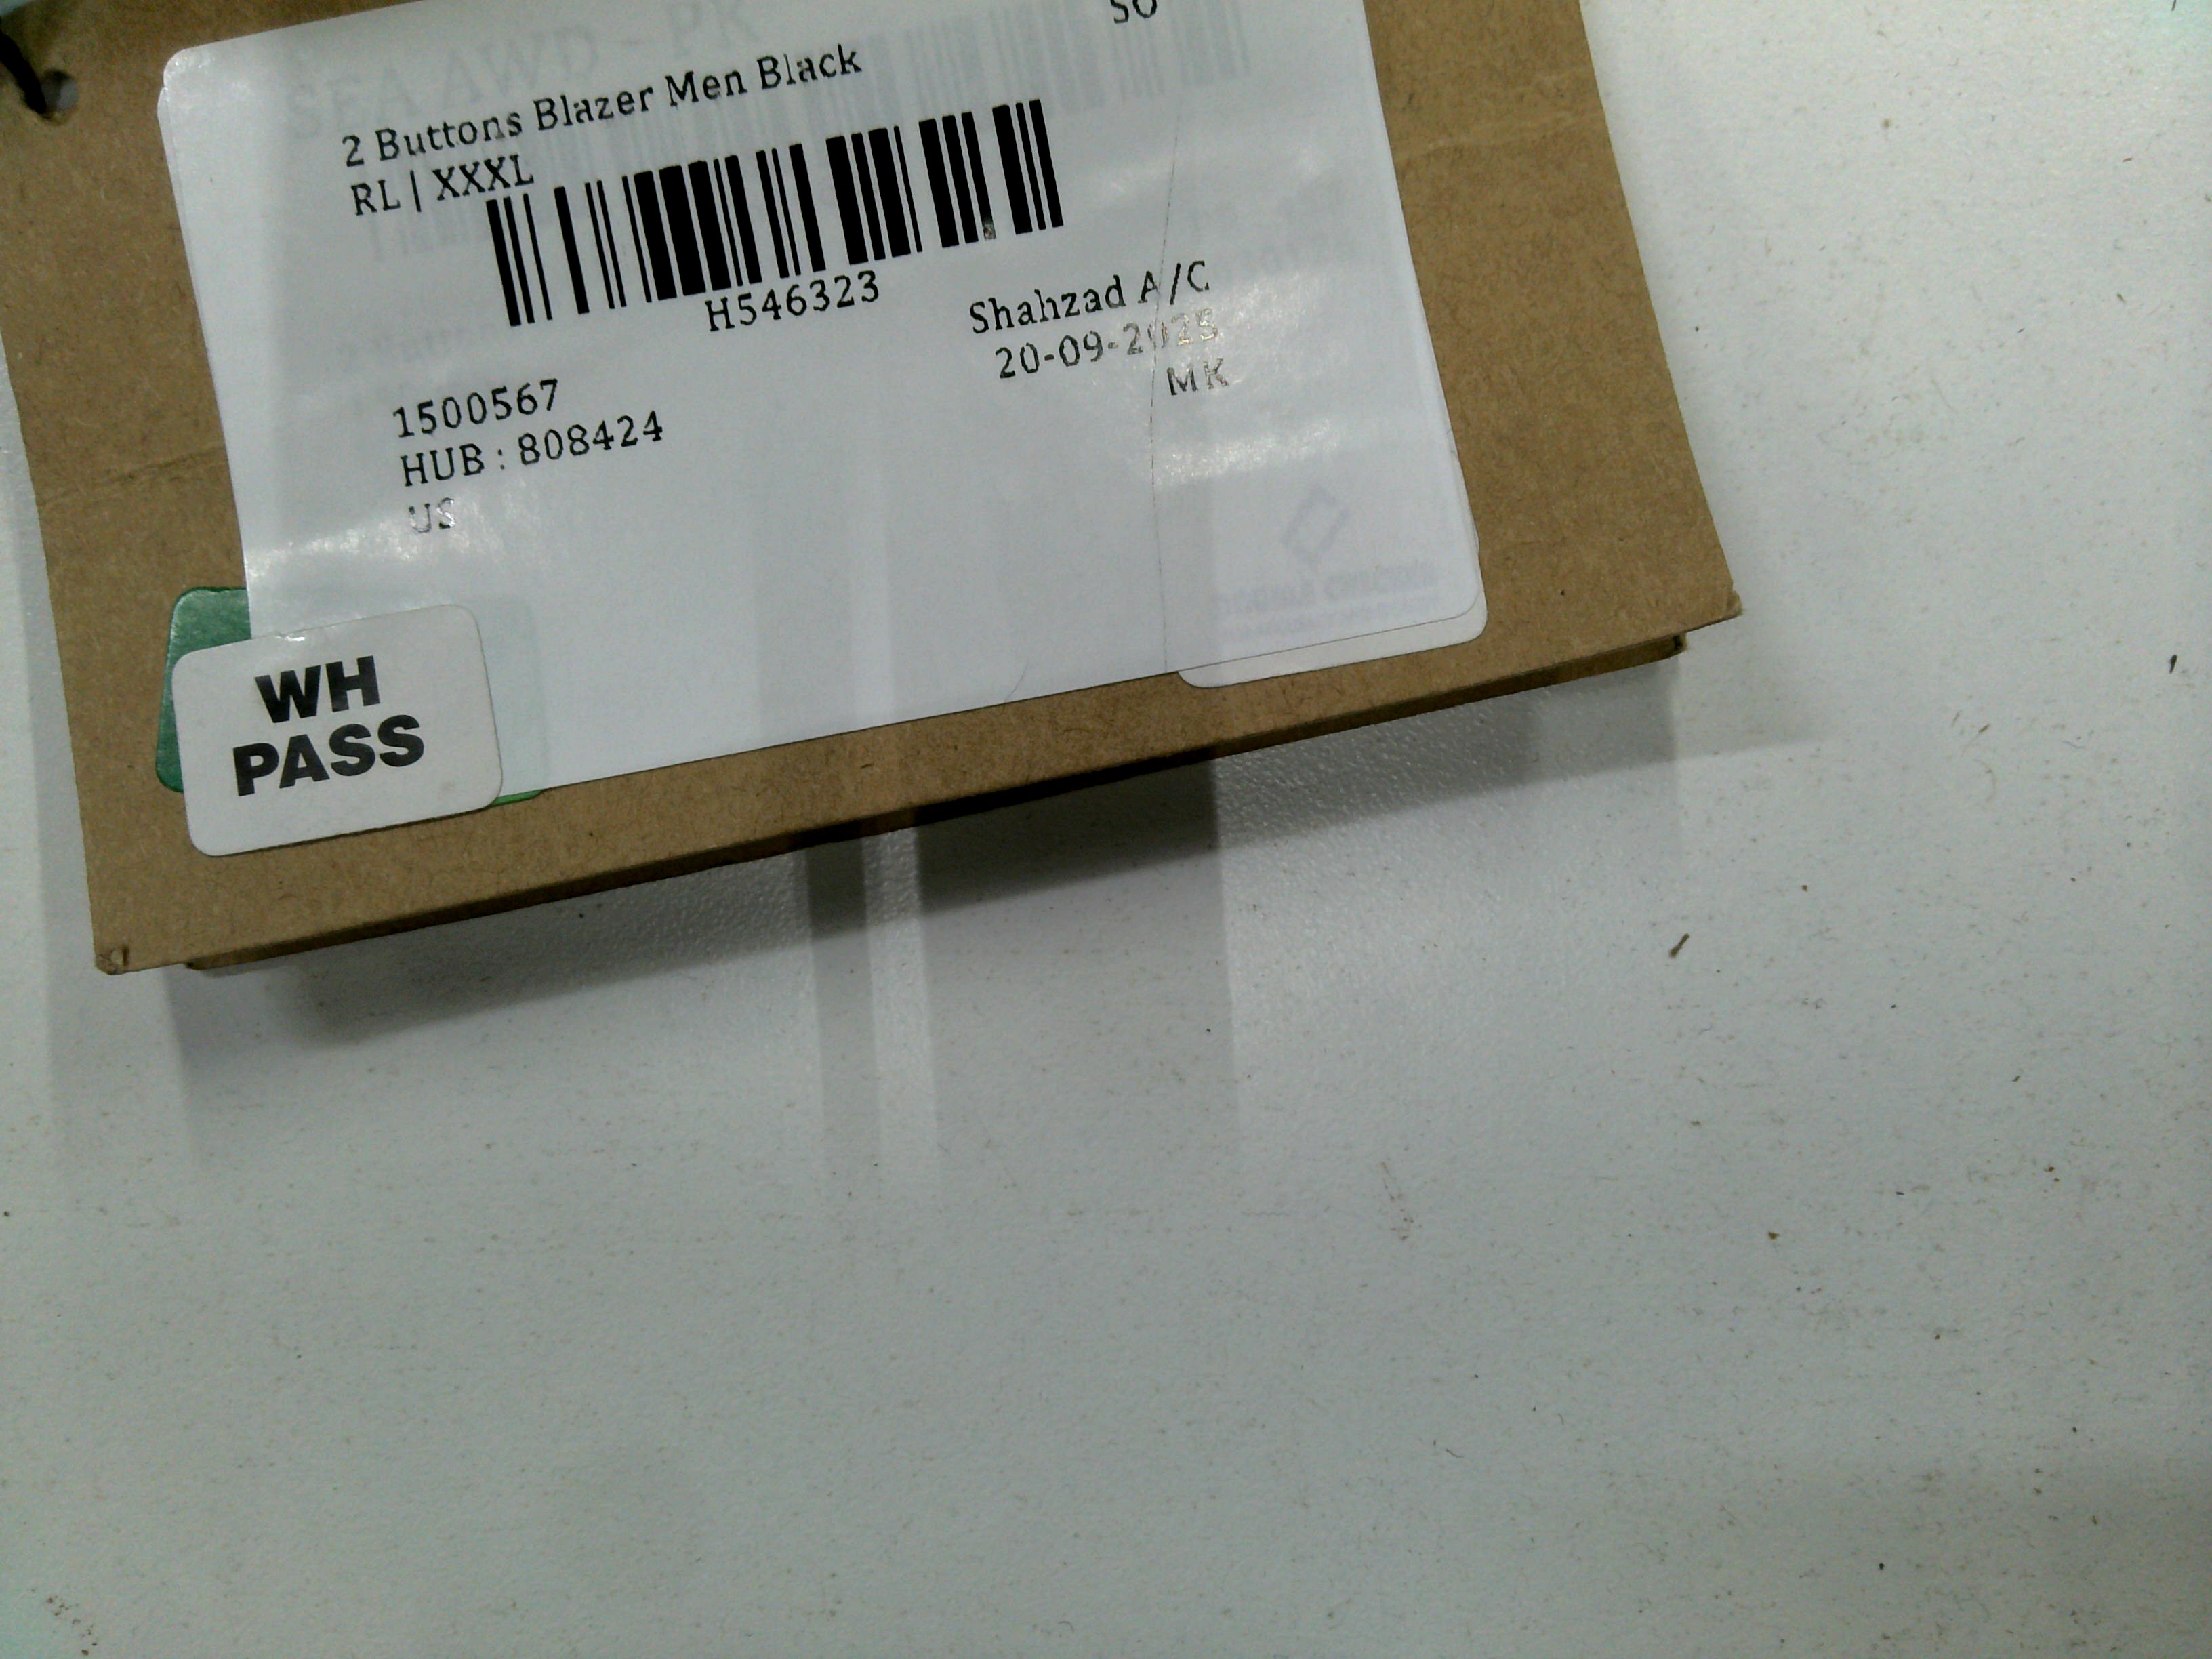 SO
2 Buttons Blazer Men Black
RL | XXXL
H546323
Shahzad A/C
20-09-2025
MK
1500567
HUB : 808424
US
WH
PASS